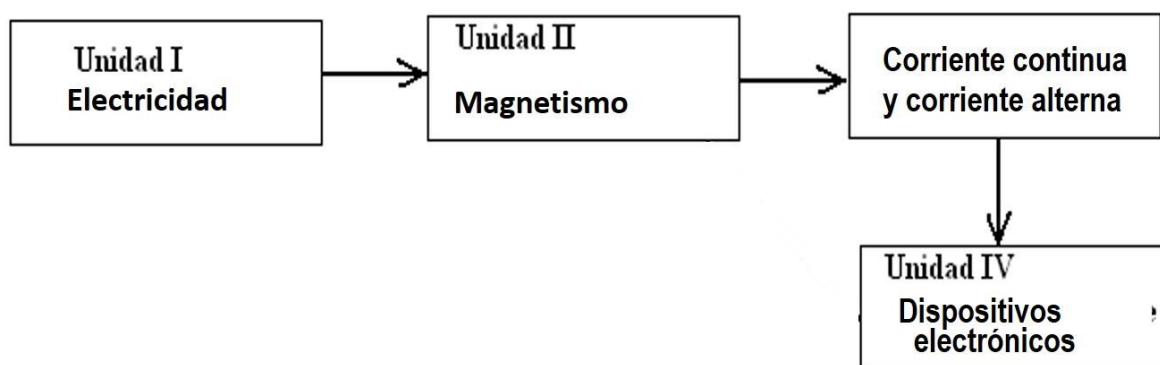 Unidad I
Electricidad
Unidad II
Magnetismo
Corriente continua
y corriente alterna
Unidad IV
Dispositivos
electrónicos